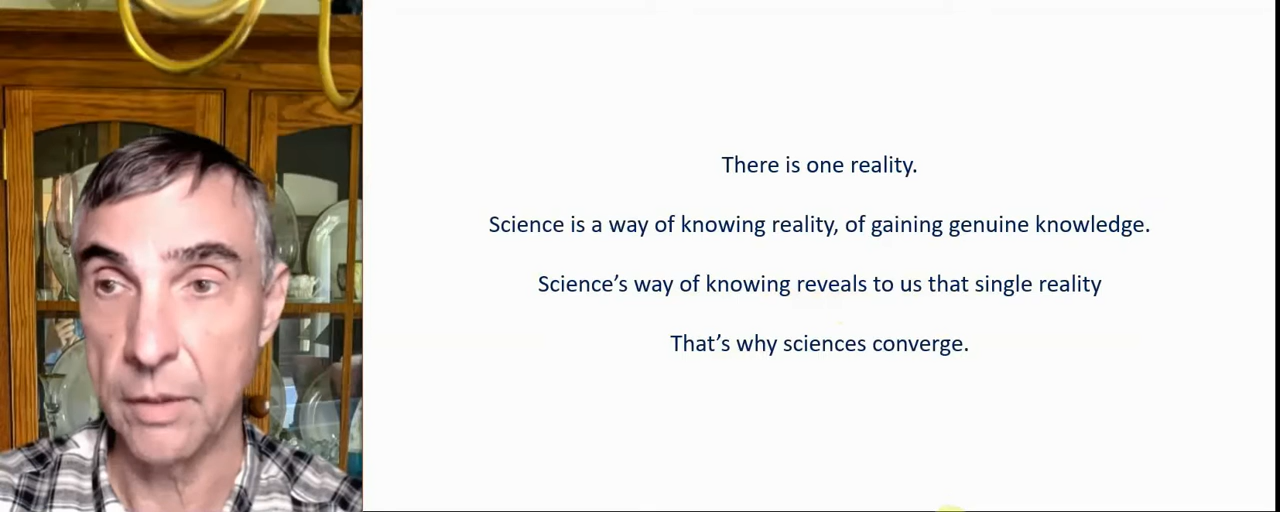 There is one reality.
Science is a way of knowing reality, of gaining genuine knowledge.
Science’s way of knowing reveals to us that single reality
That’s why sciences converge.